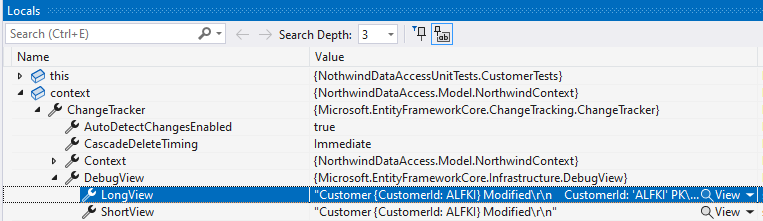 Locals
Search (Ctrl+E) Search Depth: 3
Name Value
this {NorthwindDataAccessUnitTests.CustomerTests}
context {NorthwindDataAccess.Model.NorthwindContext}
ChangeTracker {Microsoft.EntityFrameworkCore.ChangeTracking.ChangeTracker}
AutoDetectChangesEnabled true
CascadeDeleteTiming Immediate
Context {NorthwindDataAccess.Model.NorthwindContext}
DebugView {Microsoft.EntityFrameworkCore.Infrastructure.DebugView}
LongView "Customer {CustomerId: ALFKI} Modified\r\n CustomerId: 'ALFKI' PK\... View
ShortView "Customer {CustomerId: ALFKI} Modified\r\n" View